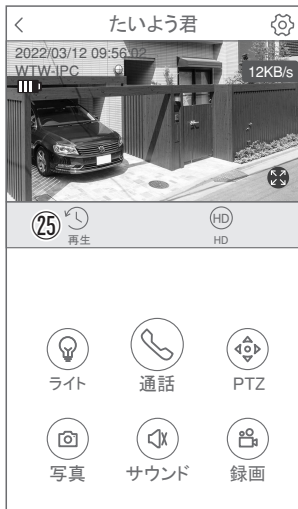 たいよう君
2022/03/12 09:56:02
WTW-IPC
12KB/s
㉕
再生
HD
HD
ライト
通話
PTZ
写真
サウンド
録画